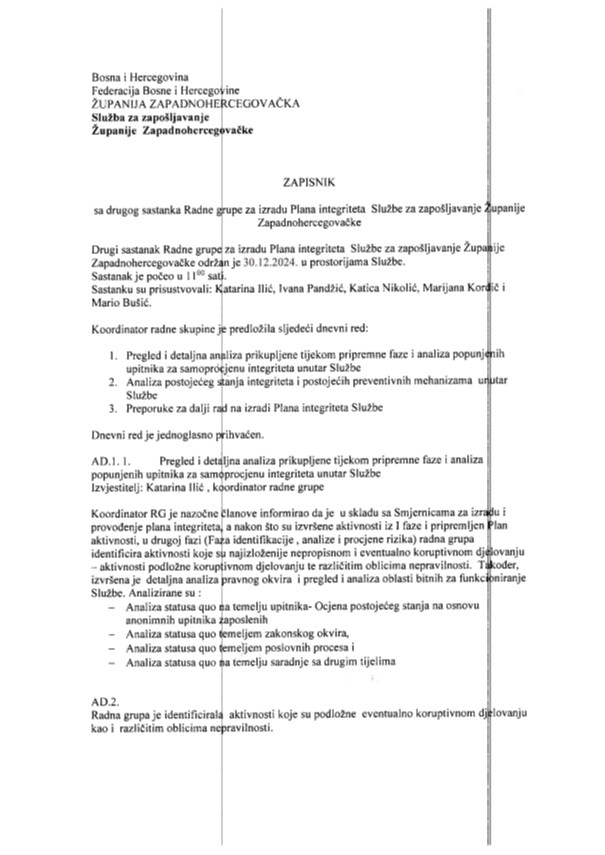 Bosna i Hercegovina
Federacija Bosne i Hercegovine
ŽUPANIJA ZAPADNOHERCEGOVAČKA
Služba za zapošljavanje
Županije Zapadnohercegovačke
ZAPISNIK
sa drugog sastanka Radne grupe za izradu Plana integriteta Službe za zapošljavanje Županije
Zapadnohercegovačke
Drugi sastanak Radne grupe za izradu Plana integriteta Službe za zapošljavanje Županije
Zapadnohercegovačke održan je 30.12.2024. u prostorijama Službe.
Sastanak je počeo u 11⁰⁰ sati.
Sastanku su prisustvovali: Katarina Ilić, Ivana Pandžić, Katica Nikolić, Marijana Kordić i
Mario Bušić.
Koordinator radne skupine je predložila sljedeći dnevni red:
1. Pregled i detaljna analiza prikupljene tijekom pripremne faze i analiza popunjenih
upitnika za samoprocjenu integriteta unutar Službe
2. Analiza postojećeg stanja integriteta i postojećih preventivnih mehanizama unutar
Službe
3. Preporuke za dalji rad na izradi Plana integriteta Službe
Dnevni red je jednoglasno prihvaćen.
AD.1. 1. Pregled i detaljna analiza prikupljene tijekom pripremne faze i analiza
popunjenih upitnika za samoprocjenu integriteta unutar Službe
Izvjestitelj: Katarina Ilić , koordinator radne grupe
Koordinator RG je nazočne članove informirao da je u skladu sa Smjernicama za izradu i
provođenje plana integriteta, a nakon što su izvršene aktivnosti iz I faze i pripremljen Plan
aktivnosti, u drugoj fazi (Faza identifikacije , analize i procjene rizika) radna grupa
identificira aktivnosti koje su najizloženije nepropisnom i eventualno koruptivnom djelovanju
– aktivnosti podložne koruptivnom djelovanju te različitim oblicima nepravilnosti. Također,
izvršena je detaljna analiza pravnog okvira i pregled i analiza oblasti bitnih za funkcioniranje
Službe. Analizirane su :
– Analiza statusa quo na temelju upitnika- Ocjena postojećeg stanja na osnovu
anonimnih upitnika zaposlenih
– Analiza statusa quo temeljem zakonskog okvira,
– Analiza statusa quo temeljem poslovnih procesa i
– Analiza statusa quo na temelju saradnje sa drugim tijelima
AD.2.
Radna grupa je identificirala aktivnosti koje su podložne eventualno koruptivnom djelovanju
kao i različitim oblicima nepravilnosti.